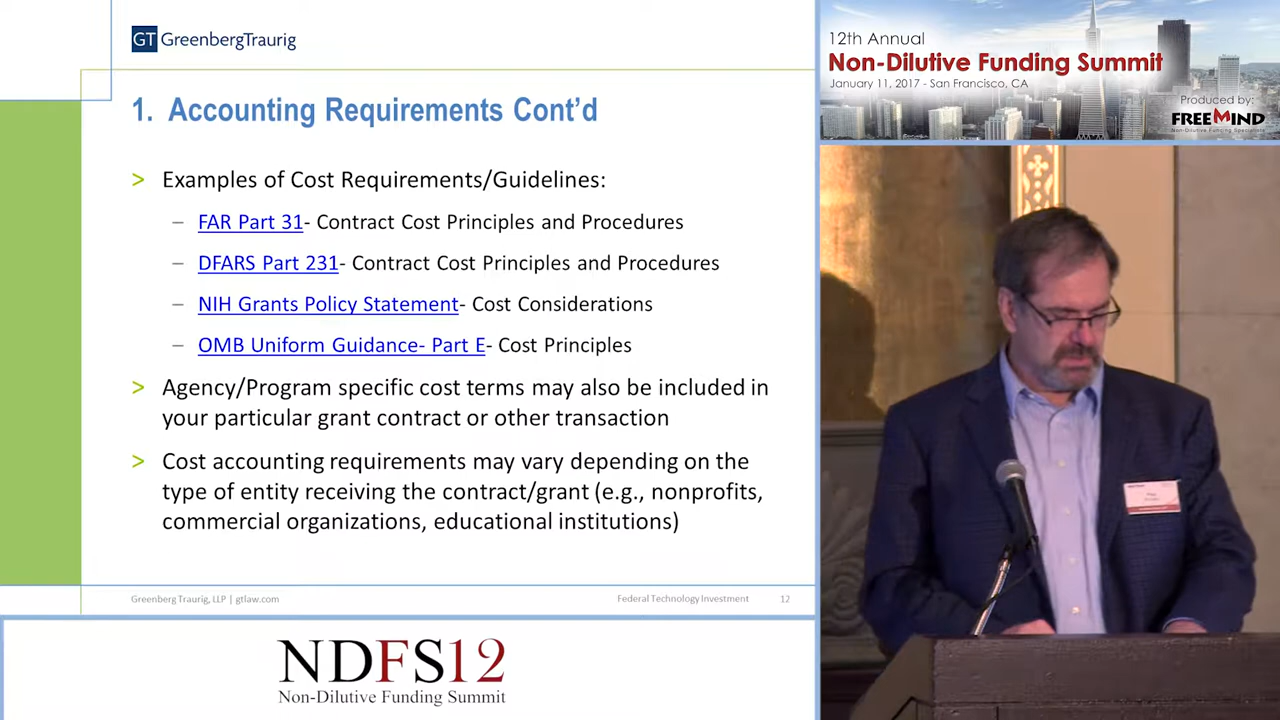 GT GreenbergTraurig
1. Accounting Requirements Cont’d
> Examples of Cost Requirements/Guidelines:
– FAR Part 31- Contract Cost Principles and Procedures
– DFARS Part 231- Contract Cost Principles and Procedures
– NIH Grants Policy Statement- Cost Considerations
– OMB Uniform Guidance- Part E- Cost Principles
> Agency/Program specific cost terms may also be included in
your particular grant contract or other transaction
> Cost accounting requirements may vary depending on the
type of entity receiving the contract/grant (e.g., nonprofits,
commercial organizations, educational institutions)
Greenberg Traurig, LLP | gtlaw.com
Federal Technology Investment 12
NDFS12
Non-Dilutive Funding Summit
12th Annual
Non-Dilutive Funding Summit
January 11, 2017 - San Francisco, CA
Produced by:
FREEMIND
Non-Dilutive Funding Specialists